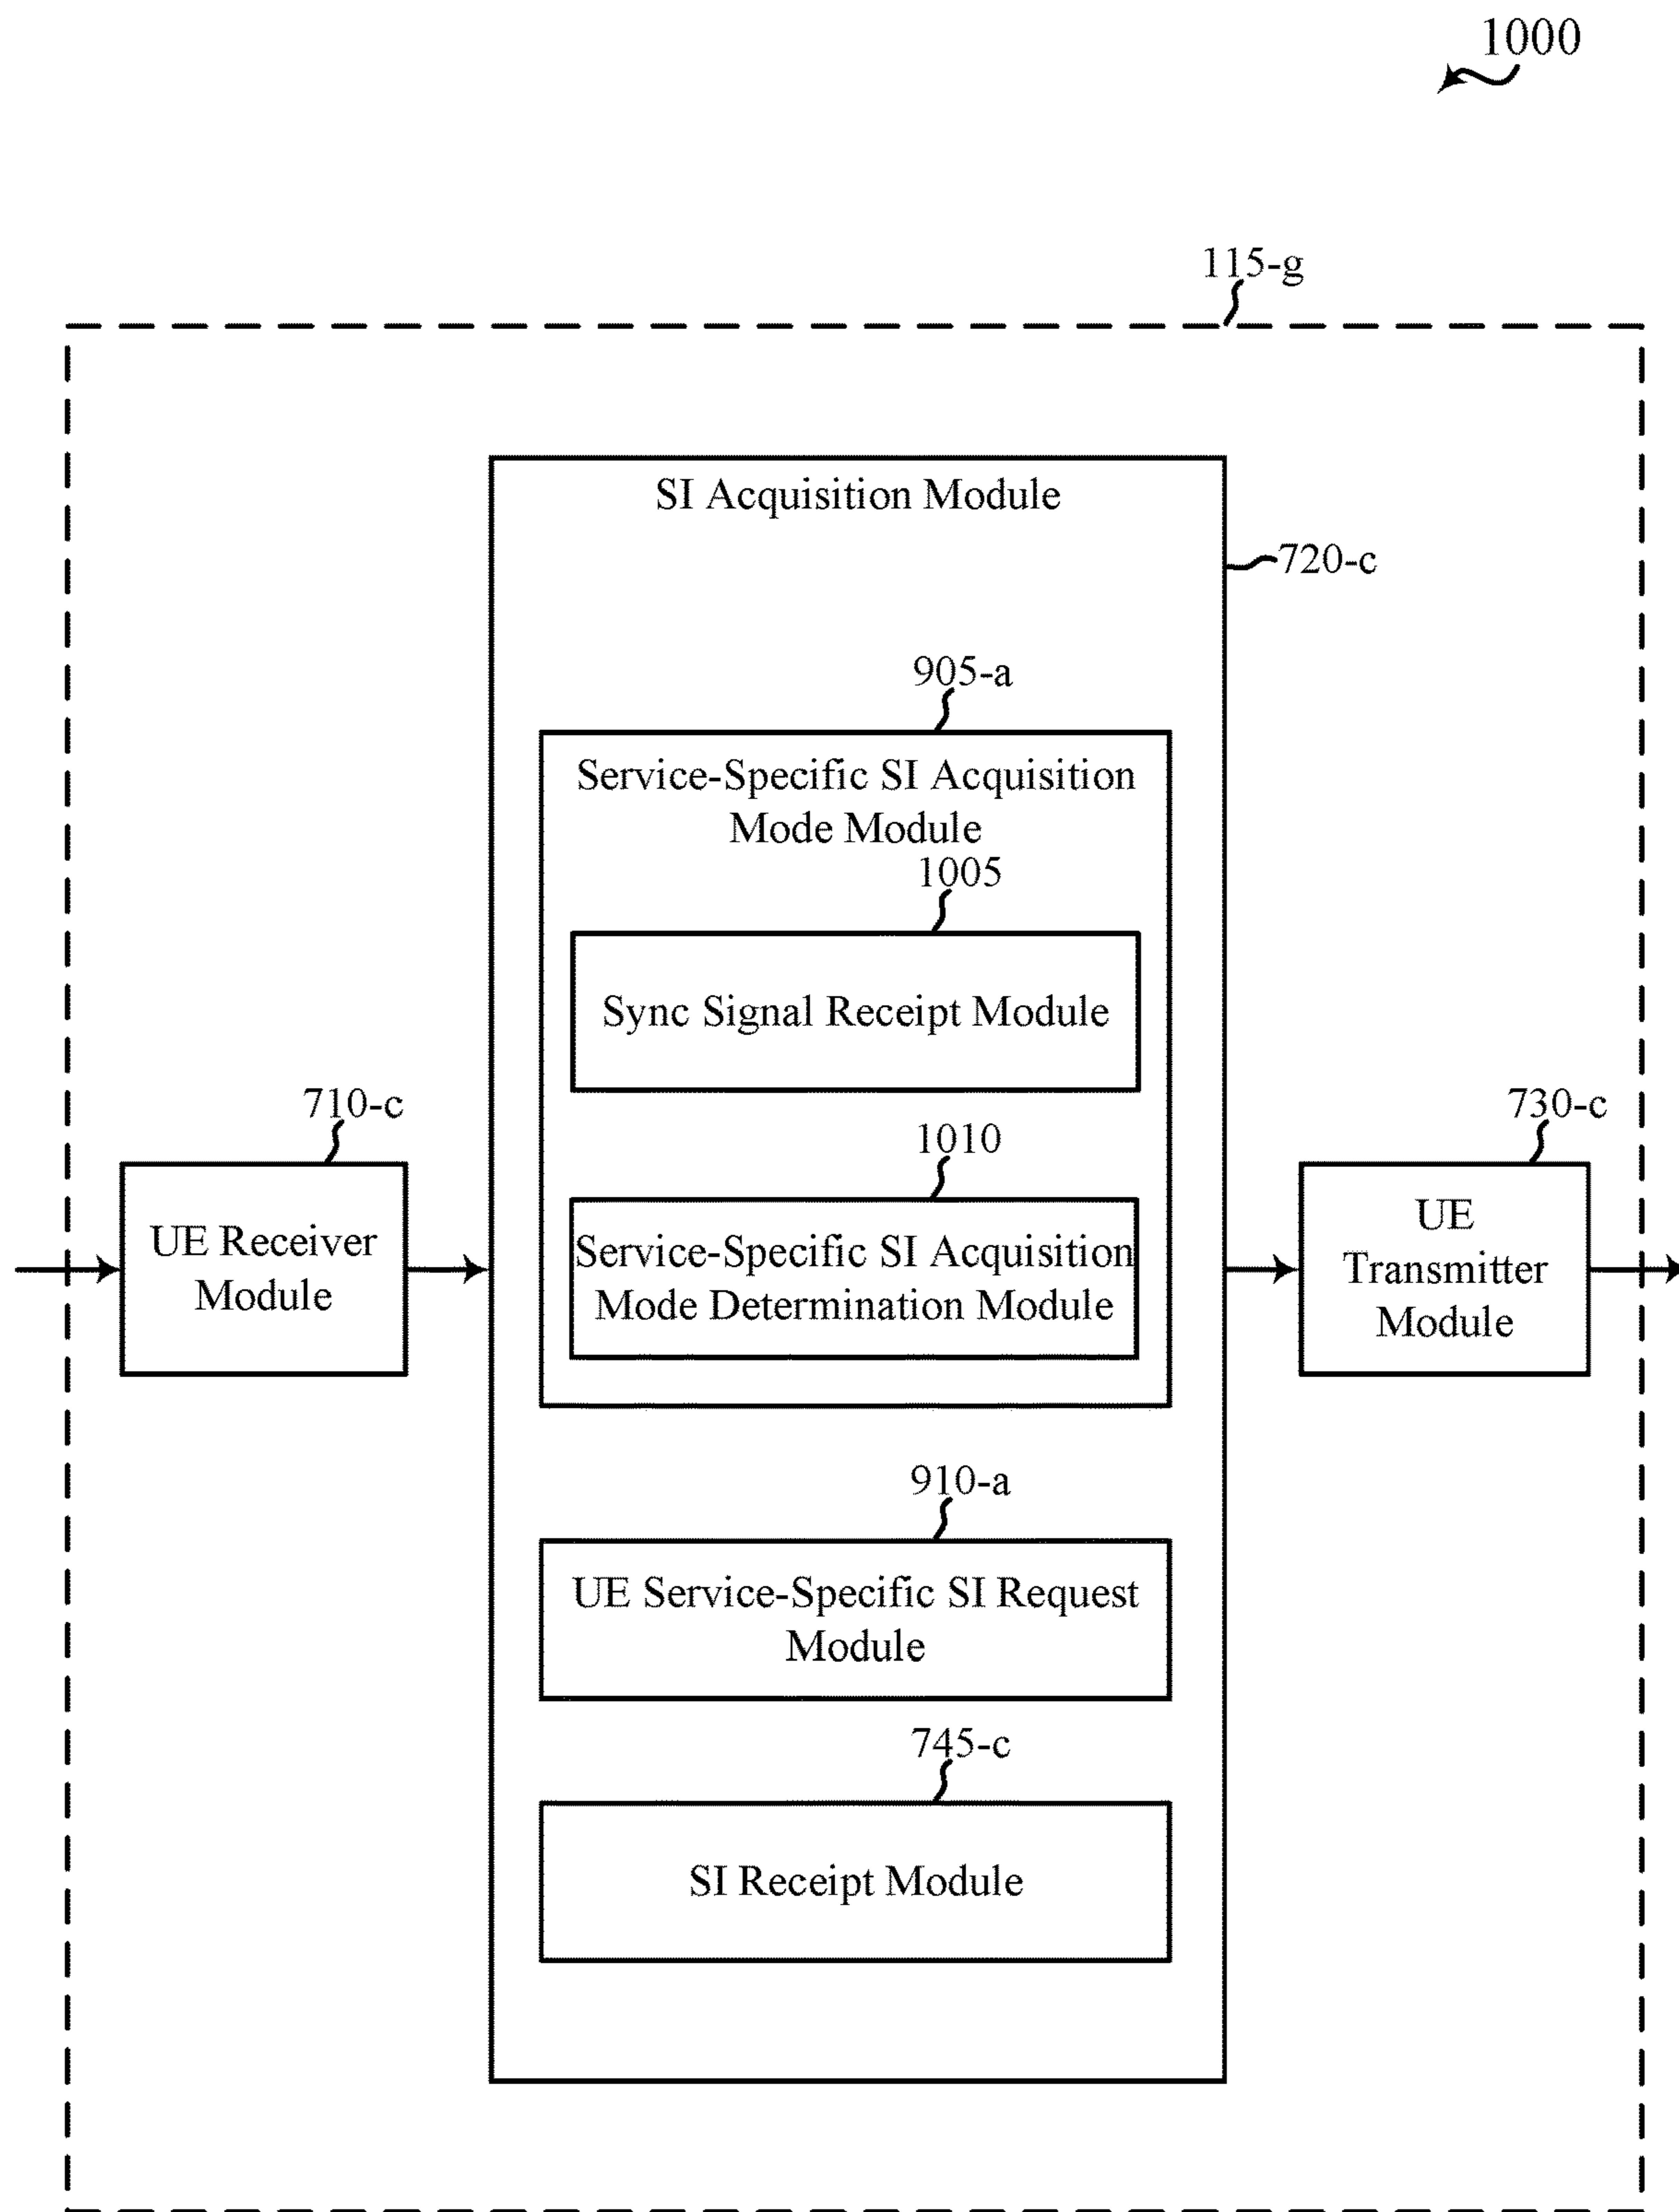 1000
115-g
SI Acquisition Module
720-c
905-a
Service-Specific SI Acquisition
Mode Module
1005
Sync Signal Receipt Module
710-c
UE Receiver
Module
1010
Service-Specific SI Acquisition
Mode Determination Module
730-c
UE
Transmitter
Module
910-a
UE Service-Specific SI Request
Module
745-c
SI Receipt Module